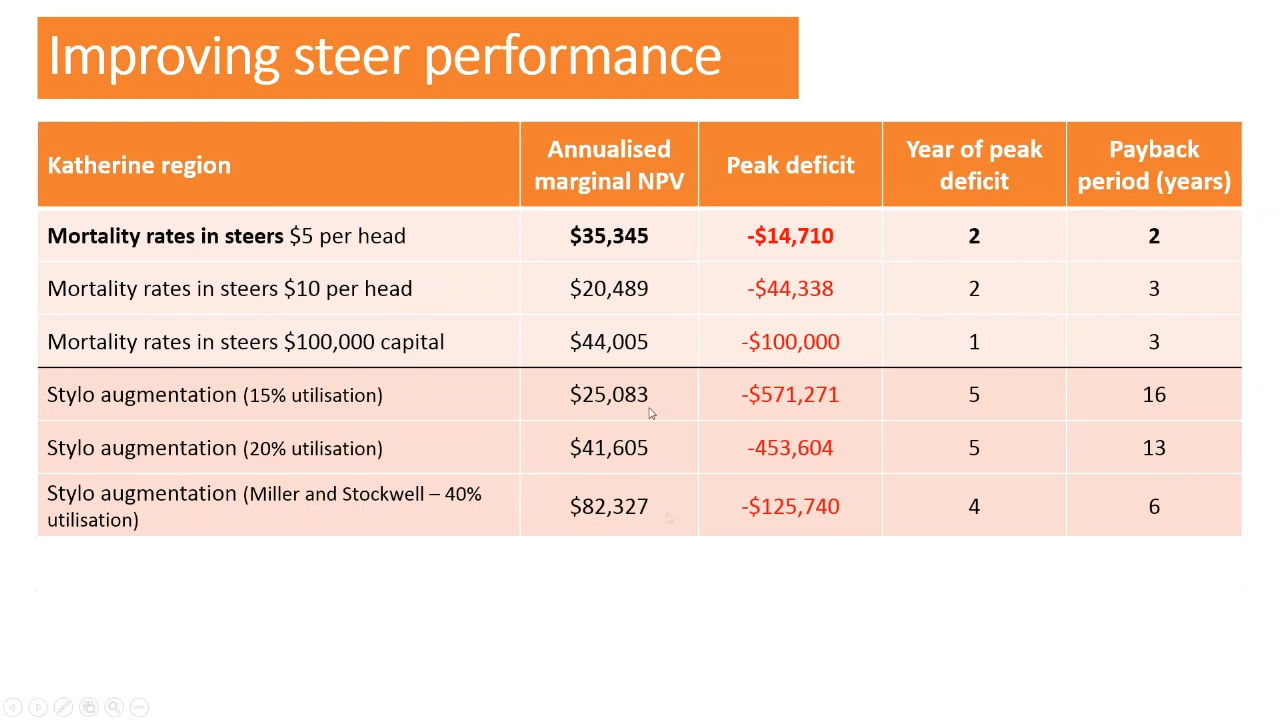 Improving steer performance
Katherine region
Annualised
marginal NPV
Peak deficit
Year of peak
deficit
Payback
period (years)
Mortality rates in steers $5 per head $35,345 -$14,710 2 2
Mortality rates in steers $10 per head $20,489 -$44,338 2 3
Mortality rates in steers $100,000 capital $44,005 -$100,000 1 3
Stylo augmentation (15% utilisation) $25,083 -$571,271 5 16
Stylo augmentation (20% utilisation) $41,605 -453,604 5 13
Stylo augmentation (Miller and Stockwell – 40%
utilisation) $82,327 -$125,740 4 6